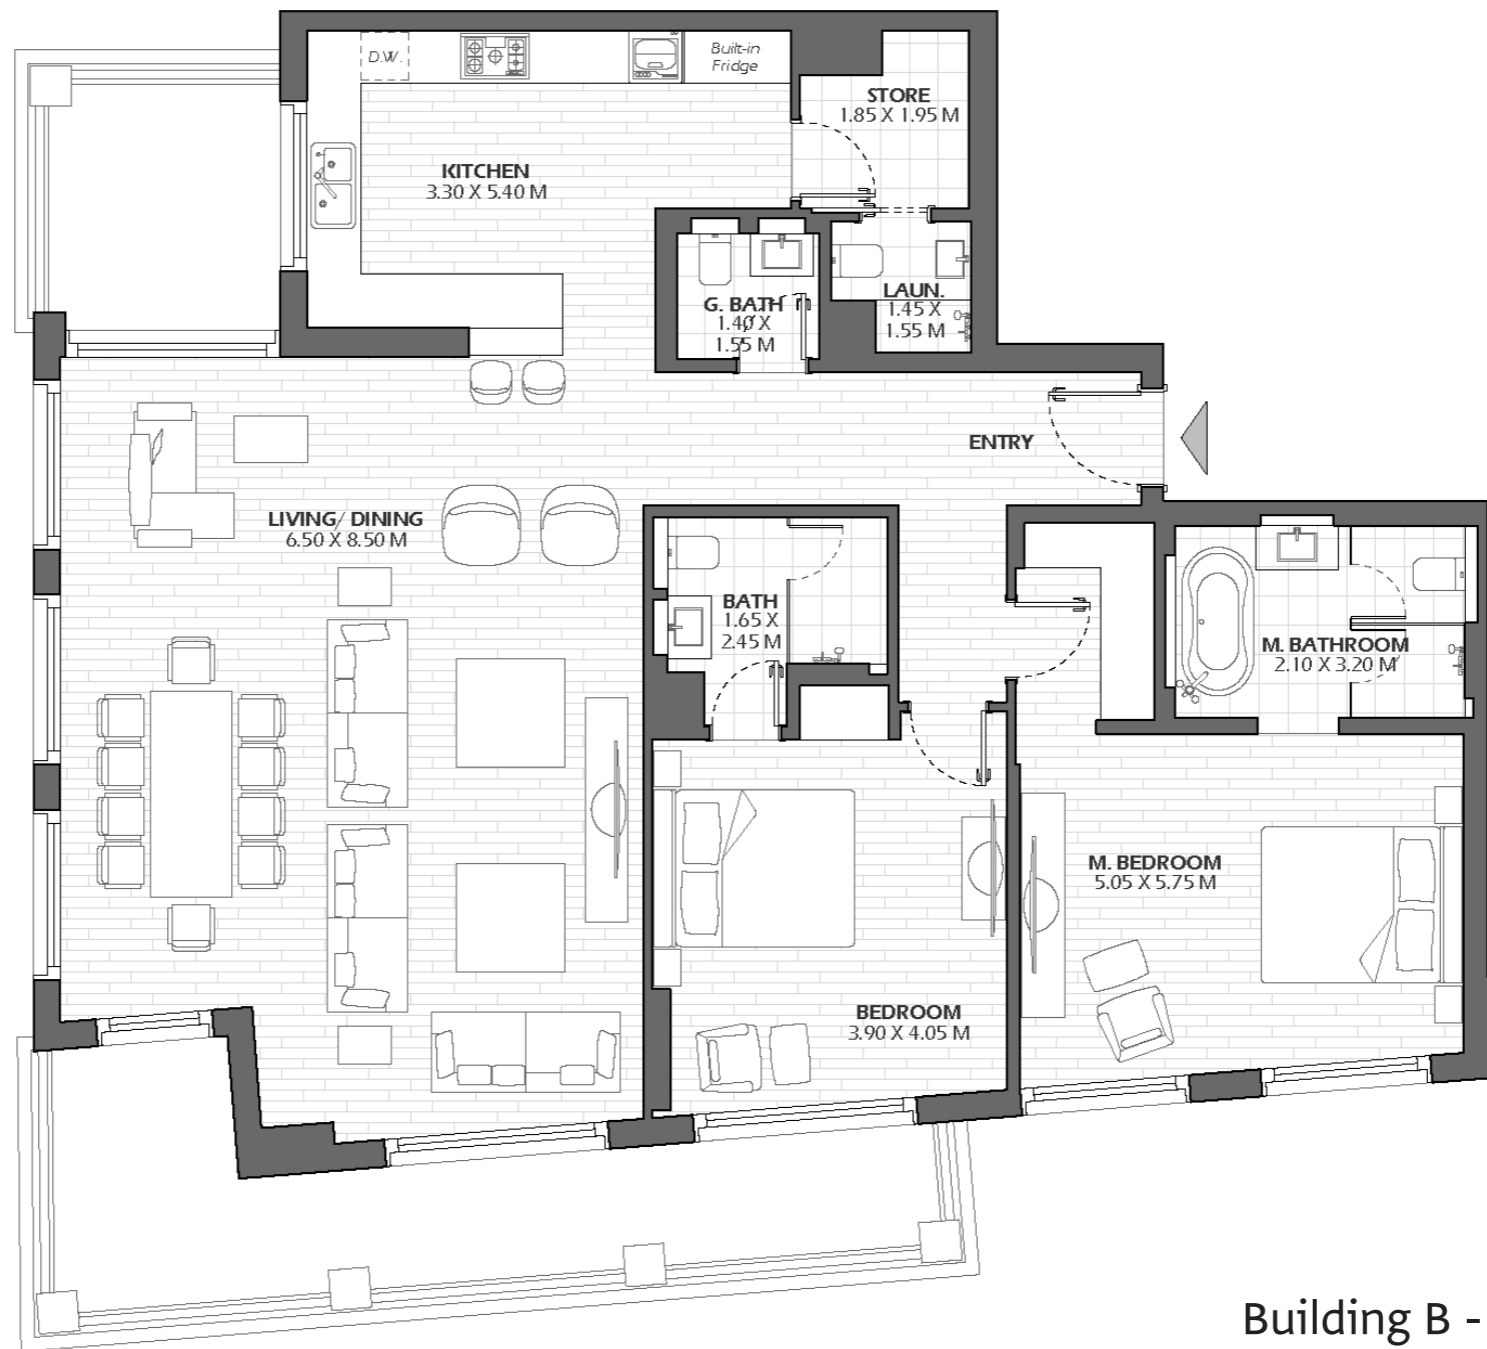 D.W.
Built-in
Fridge
STORE
1.85 X 1.95 M
KITCHEN
3.30 X 5.40 M
G. BATH
1.40 X
1.55 M
LAUN.
1.45 X
1.55 M
ENTRY
LIVING/ DINING
6.50 X 8.50 M
BATH
1.65 X
2.45 M
M. BATHROOM
2.10 X 3.20 M
M. BEDROOM
5.05 X 5.75 M
BEDROOM
3.90 X 4.05 M
Building B -